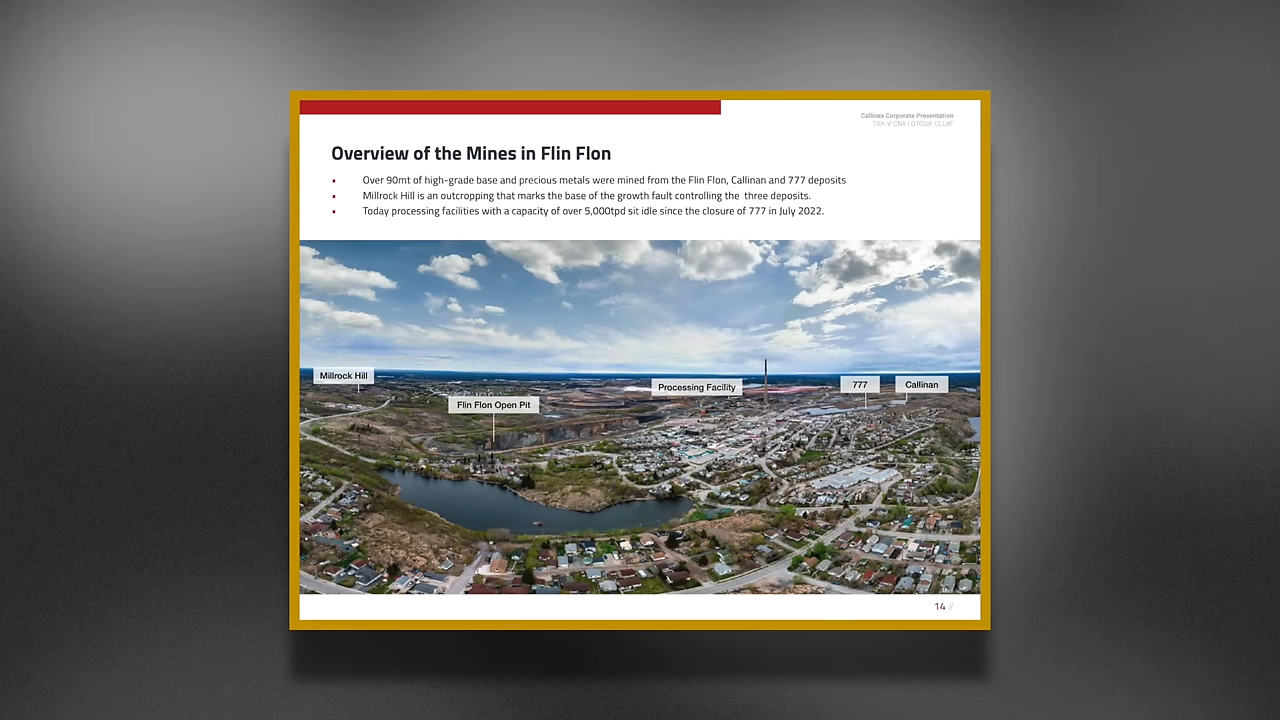 Callinex Corporate Presentation
TSX-V: CNX I OTCQX: CLLXF
Overview of the Mines in Flin Flon
▪ Over 90mt of high-grade base and precious metals were mined from the Flin Flon, Callinan and 777 deposits
▪ Millrock Hill is an outcropping that marks the base of the growth fault controlling the three deposits.
▪ Today processing facilities with a capacity of over 5,000tpd sit idle since the closure of 777 in July 2022.
Millrock Hill
Flin Flon Open Pit
Processing Facility
777
Callinan
14 //